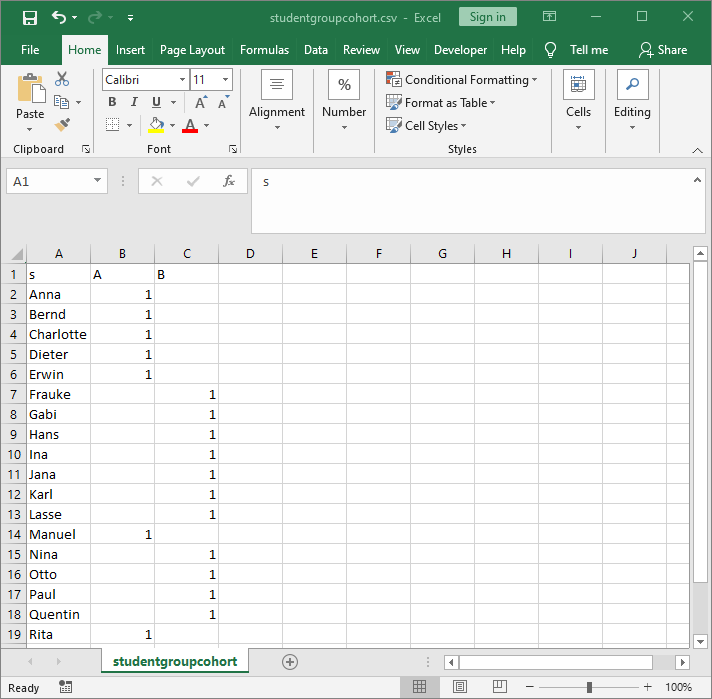 studentgroupcohort.csv - Excel
Sign in
File Home Insert Page Layout Formulas Data Review View Developer Help Tell me Share
Paste
Clipboard
Calibri 11
B I U A A
A
Font
Alignment
%
Number
Conditional Formatting
Format as Table
Cell Styles
Styles
Cells
Editing
A1 fx s
A B C D E F G H I J
1 s A B
2 Anna 1
3 Bernd 1
4 Charlotte 1
5 Dieter 1
6 Erwin 1
7 Frauke 1
8 Gabi 1
9 Hans 1
10 Ina 1
11 Jana 1
12 Karl 1
13 Lasse 1
14 Manuel 1
15 Nina 1
16 Otto 1
17 Paul 1
18 Quentin 1
19 Rita 1
studentgroupcohort
Ready 100%